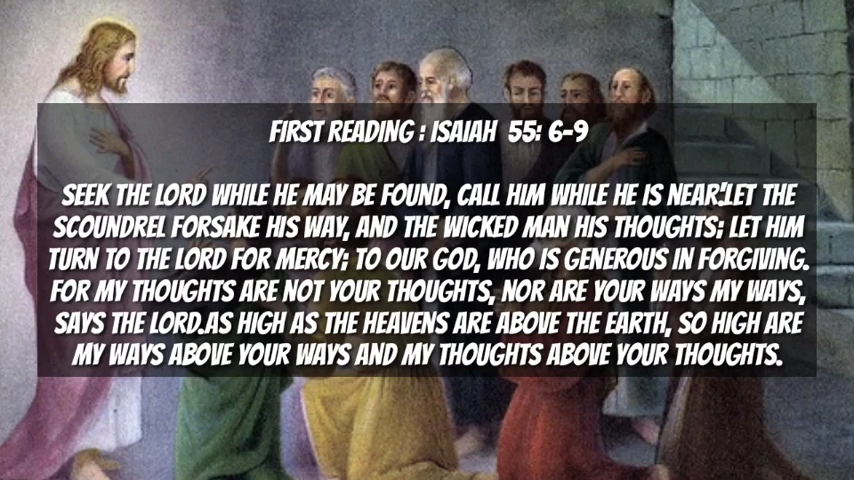 FIRST READING : ISAIAH 55: 6-9
SEEK THE LORD WHILE HE MAY BE FOUND, CALL HIM WHILE HE IS NEAR.'LET THE
SCOUNDREL FORSAKE HIS WAY, AND THE WICKED MAN HIS THOUGHTS; LET HIM
TURN TO THE LORD FOR MERCY; TO OUR GOD, WHO IS GENEROUS IN FORGIVING.
FOR MY THOUGHTS ARE NOT YOUR THOUGHTS, NOR ARE YOUR WAYS MY WAYS,
SAYS THE LORD.AS HIGH AS THE HEAVENS ARE ABOVE THE EARTH, SO HIGH ARE
MY WAYS ABOVE YOUR WAYS AND MY THOUGHTS ABOVE YOUR THOUGHTS.